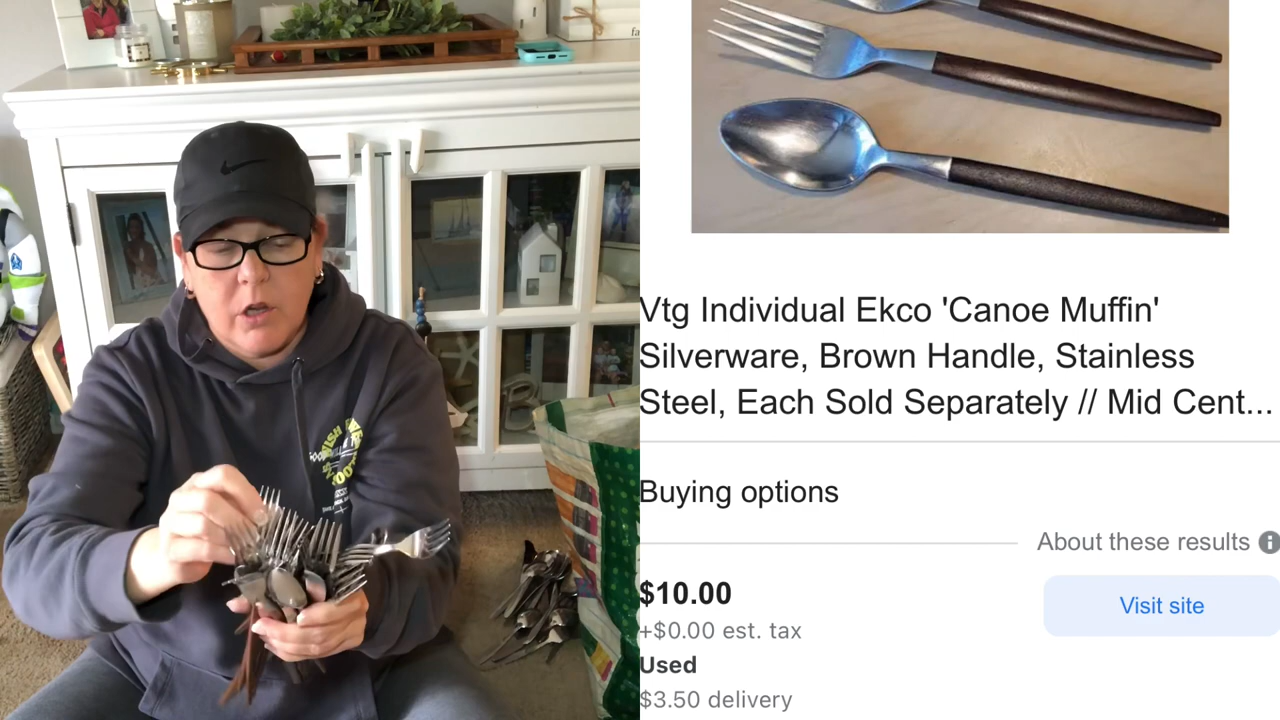 Vtg Individual Ekco 'Canoe Muffin'
Silverware, Brown Handle, Stainless
Steel, Each Sold Separately // Mid Cent...
Buying options
About these results
$10.00
Visit site
+$0.00 est. tax
Used
$3.50 delivery